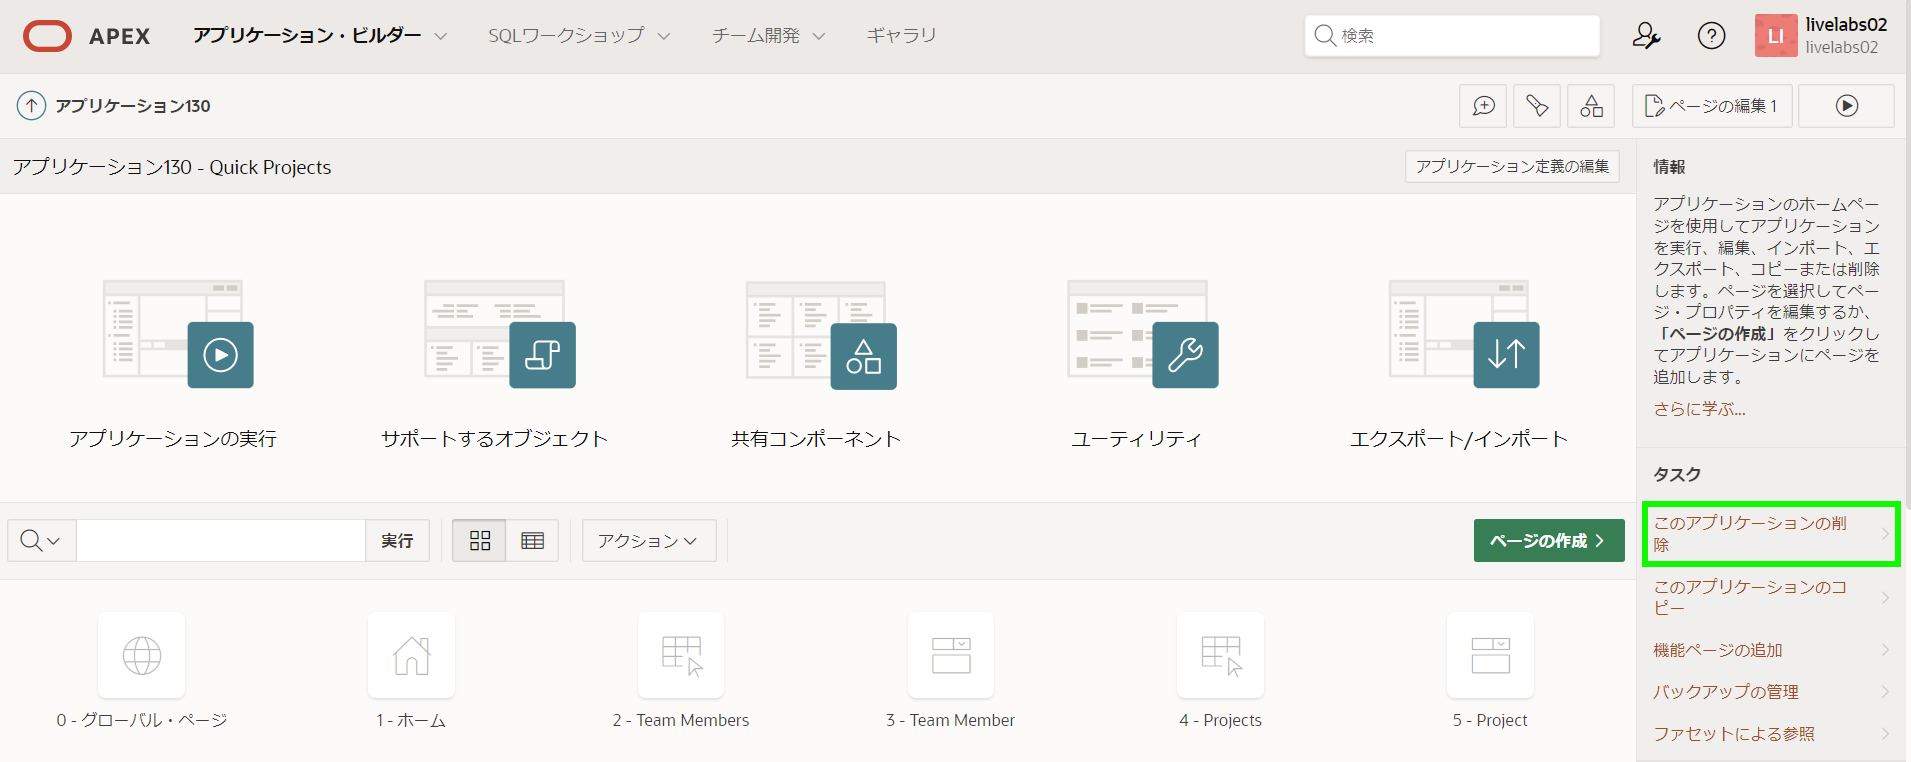 APEX
アプリケーション・ビルダー
SQLワークショップ
チーム開発
ギャラリ
検索
LI
livelabs02
livelabs02
アプリケーション130
ページの編集 1
アプリケーション130 - Quick Projects
アプリケーション定義の編集
アプリケーションの実行
サポートするオブジェクト
共有コンポーネント
ユーティリティ
エクスポート/インポート
実行
アクション
ページの作成
0 - グローバル・ページ
1 - ホーム
2 - Team Members
3 - Team Member
4 - Projects
5 - Project
情報
アプリケーションのホームペー
ジを使用してアプリケーション
を実行、編集、インポート、エ
クスポート、コピーまたは削除
します。ページを選択してペー
ジ・プロパティを編集するか、
「ページの作成」をクリックし
てアプリケーションにページを
追加します。
さらに学ぶ...
タスク
このアプリケーションの削
除
このアプリケーションのコ
ピー
機能ページの追加
バックアップの管理
ファセットによる参照